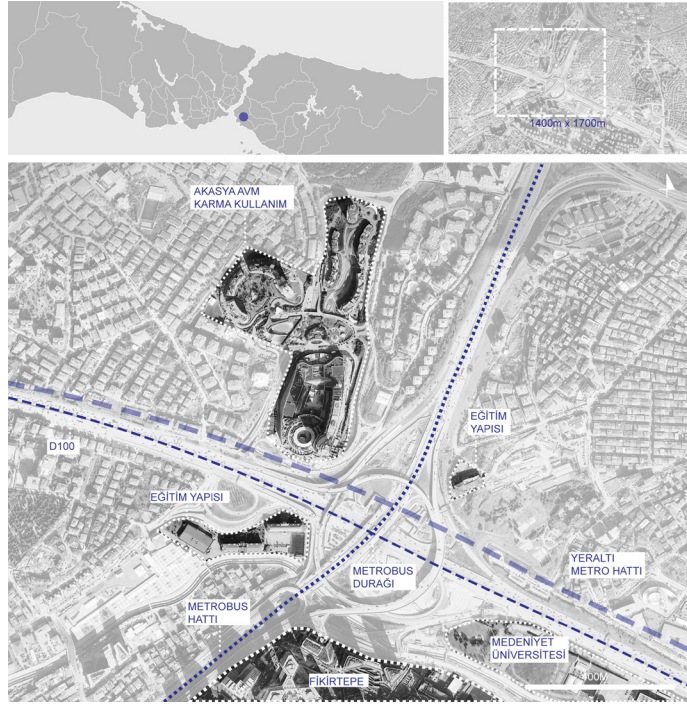 1400m x 1700m
AKASYA AVM
KARMA KULLANIM
EĞİTİM
YAPISI
D100
EĞİTİM YAPISI
METROBUS
DURAĞI
YERALTI
METRO HATTI
METROBUS
HATTI
MEDENİYET
ÜNİVERSİTESİ
400M
FİKİRTEPE